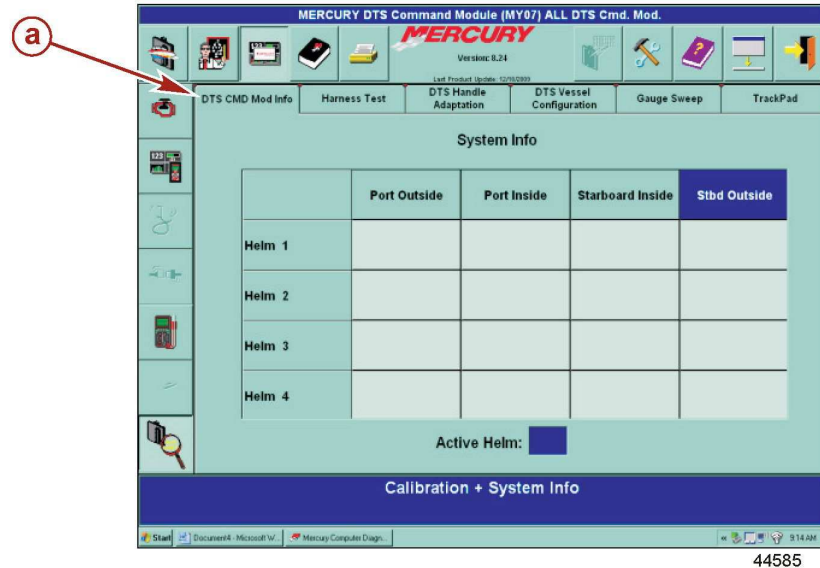 MERCURY DTS Command Module (MY07) ALL DTS Cmd. Mod.
a
MERCURY
Version: 8.24
Last Product Update: 12/16/2009
DTS CMD Mod Info
Harness Test
DTS Handle
Adaptation
DTS Vessel
Configuration
Gauge Sweep
TrackPad
System Info
Port Outside
Port Inside
Starboard Inside
Stbd Outside
Helm 1
Helm 2
Helm 3
Helm 4
Active Helm:
Calibration + System Info
Start
Document4 - Microsoft W...
Mercury Computer Diagn...
9:14 AM
44585